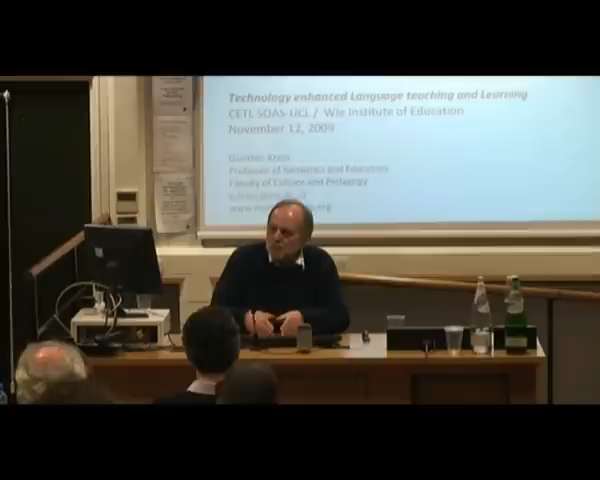 Technology enhanced Language teaching and Learning
CETL SOAS-UCL / Wle Institute of Education
November 12, 2009
Gunther Kress
Professor of Semiotics and Education
Faculty of Culture and Pedagogy